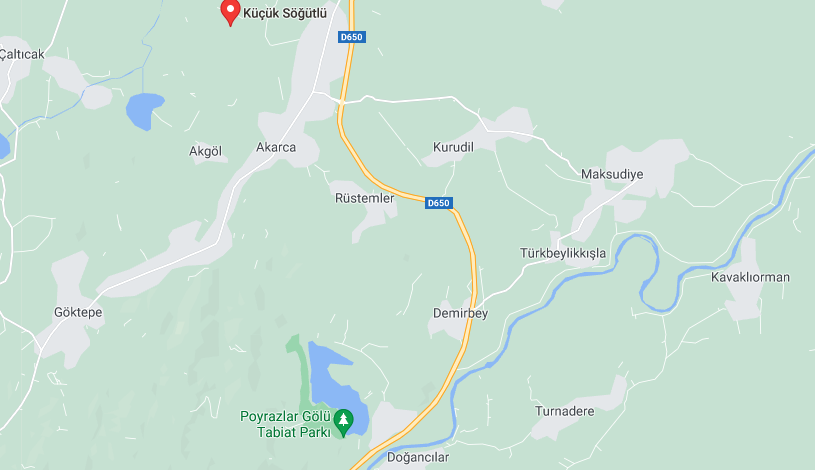 Küçük Söğütlü
D650
Çaltıcak
Kurudil
Akgöl
Akarca
Maksudiye
Rüstemler
D650
Türkbeylikkışla
Kavaklıorman
Göktepe
Demirbey
Poyrazlar Gölü
Tabiat Parkı
Turnadere
Doğancılar